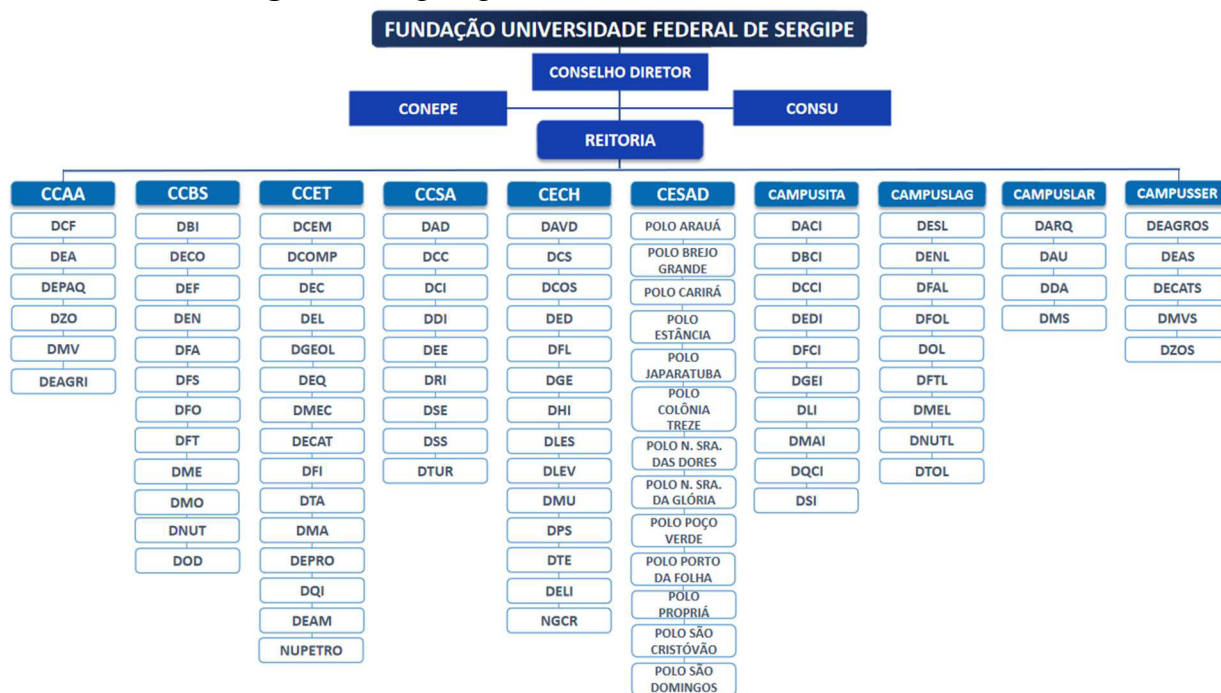 FUNDAÇÃO UNIVERSIDADE FEDERAL DE SERGIPE
CONSELHO DIRETOR
CONEPE
CONSU
REITORIA
CCAA
DCF
DEA
DEPAQ
DZO
DMV
DEAGRI
CCBS
DBI
DECO
DEF
DEN
DFA
DFS
DFO
DFT
DME
DMO
DNUT
DOD
CCET
DCEM
DCOMP
DEC
DEL
DGEOL
DEQ
DMEC
DECAT
DFI
DTA
DMA
DEPRO
DQI
DEAM
NUPETRO
CCSA
DAD
DCC
DCI
DDI
DEE
DRI
DSE
DSS
DTUR
CECH
DAVD
DCS
DCOS
DED
DFL
DGE
DHI
DLES
DLEV
DMU
DPS
DTE
DELI
NGCR
CESAD
POLO ARAUÁ
POLO BREJO
GRANDE
POLO CARIRÁ
POLO
ESTÂNCIA
POLO
JAPARATUBA
POLO
COLÔNIA
TREZE
POLO N. SRA.
DAS DORES
POLO N. SRA.
DA GLÓRIA
POLO POÇO
VERDE
POLO PORTO
DA FOLHA
POLO
PROPRIÁ
POLO SÃO
CRISTÓVÃO
POLO SÃO
DOMINGOS
CAMPUSITA
DACI
DBCI
DCCI
DEDI
DFCI
DGEI
DLI
DMAI
DQCI
DSI
CAMPUSLAG
DESL
DENL
DFAL
DFOL
DOL
DFTL
DMEL
DNUTL
DTOL
CAMPUSLAR
DARQ
DAU
DDA
DMS
CAMPUSSER
DEAGROS
DEAS
DECATS
DMVS
DZOS